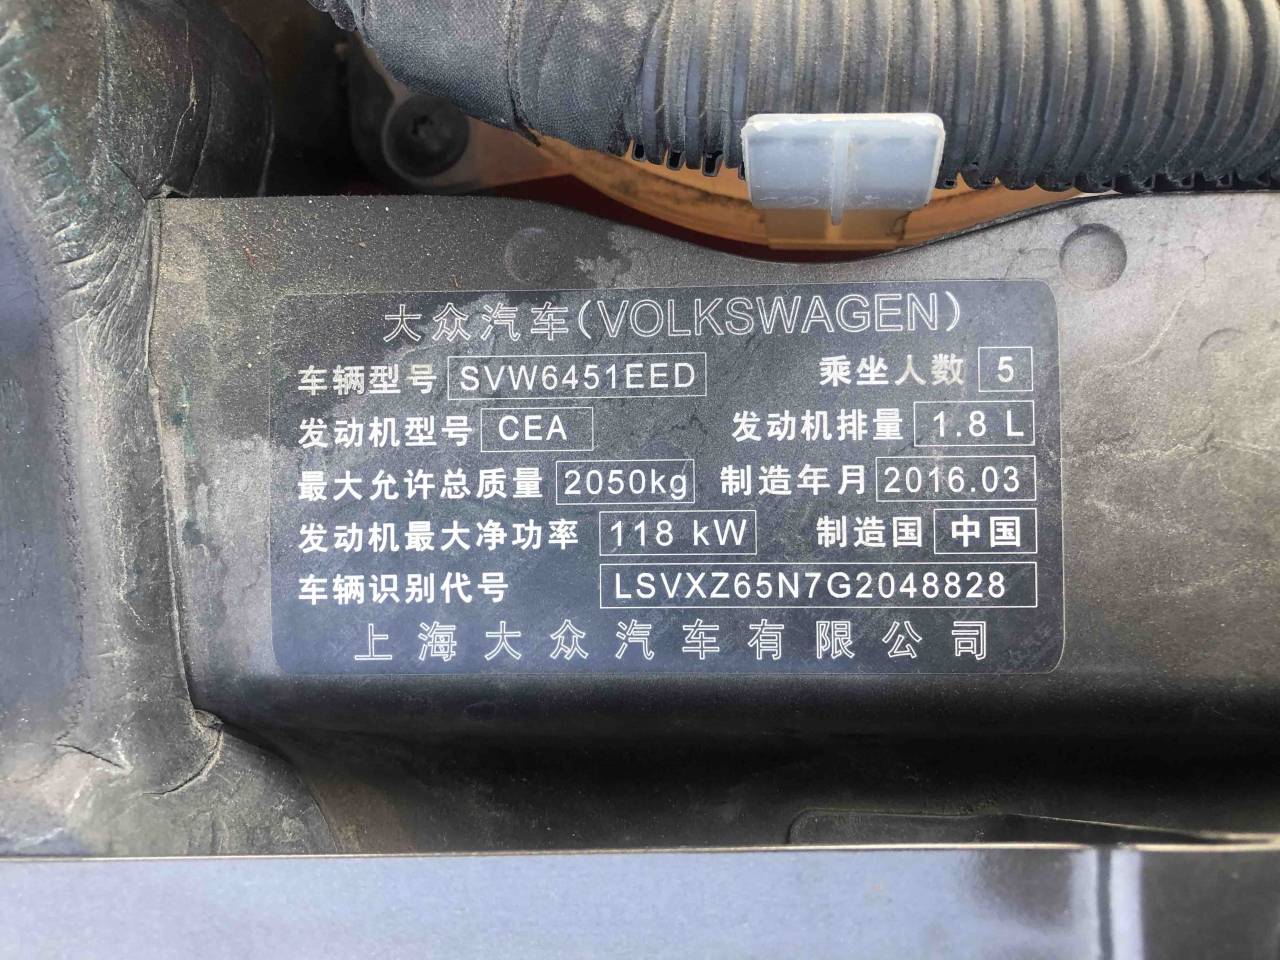 大众汽车(VOLKSWAGEN)
车辆型号 SVW6451EED 乘坐人数 5
发动机型号 CEA 发动机排量 1.8 L
最大允许总质量 2050kg 制造年月 2016.03
发动机最大净功率 118 kW 制造国 中国
车辆识别代号 LSVXZ65N7G2048828
上海大众汽车有限公司